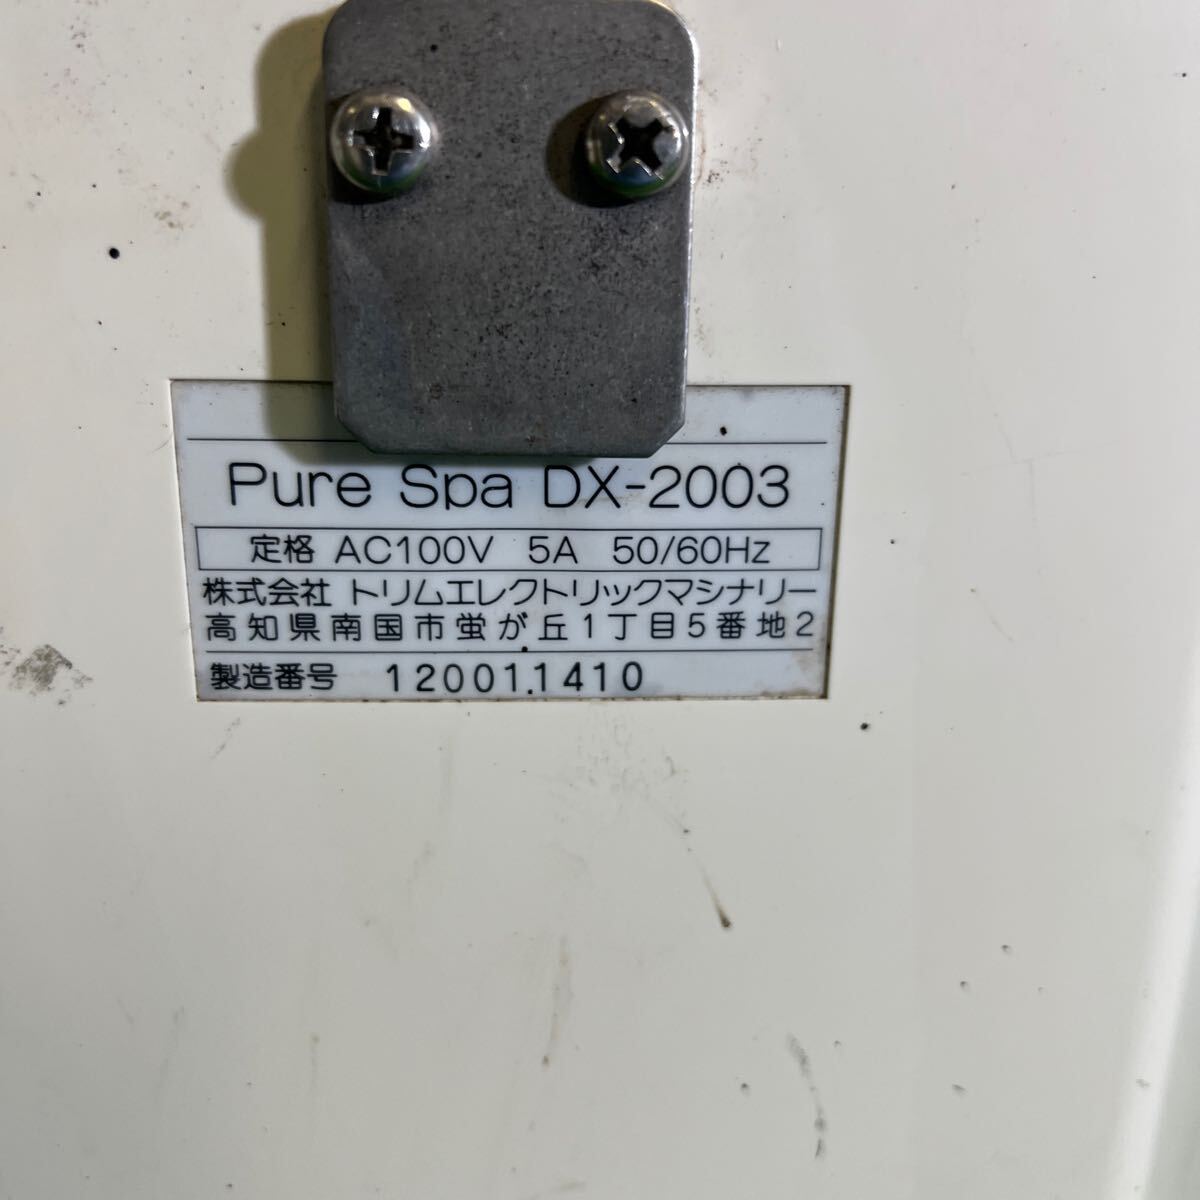 Pure Spa DX-2003
定格 AC100V 5A 50/60Hz
株式会社 トリムエレクトリックマシナリー
高知県南国市蛍が丘1丁目5番地2
製造番号 120011410